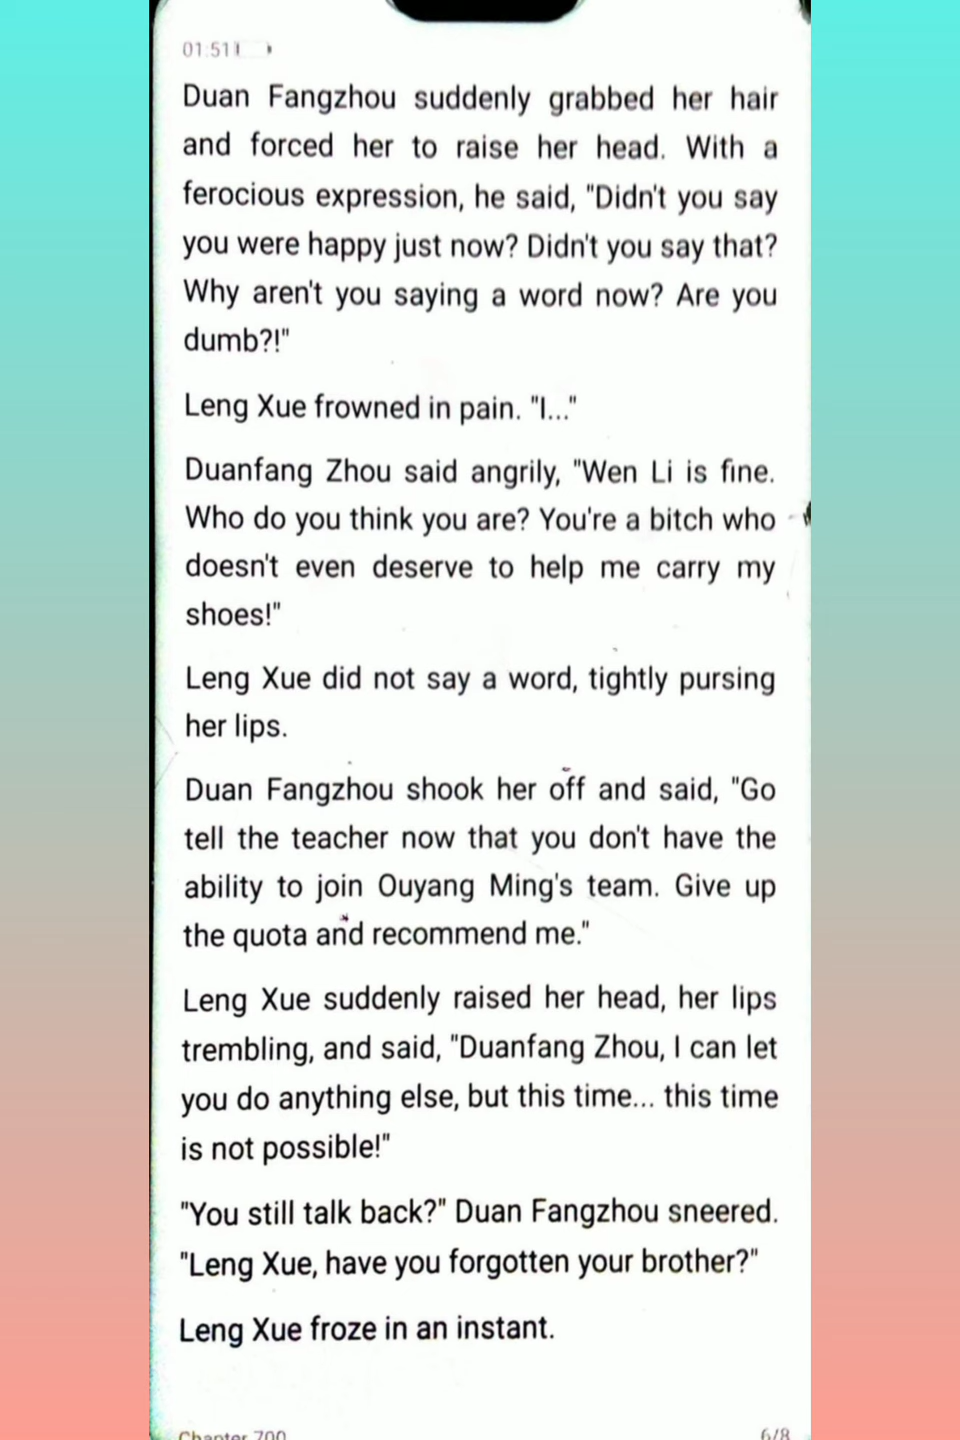 01:51
Duan Fangzhou suddenly grabbed her hair
and forced her to raise her head. With a
ferocious expression, he said, "Didn't you say
you were happy just now? Didn't you say that?
Why aren't you saying a word now? Are you
dumb?!"
Leng Xue frowned in pain. "I..."
Duanfang Zhou said angrily, "Wen Li is fine.
Who do you think you are? You're a bitch who
doesn't even deserve to help me carry my
shoes!"
Leng Xue did not say a word, tightly pursing
her lips.
Duan Fangzhou shook her off and said, "Go
tell the teacher now that you don't have the
ability to join Ouyang Ming's team. Give up
the quota and recommend me."
Leng Xue suddenly raised her head, her lips
trembling, and said, "Duanfang Zhou, I can let
you do anything else, but this time... this time
is not possible!"
"You still talk back?" Duan Fangzhou sneered.
"Leng Xue, have you forgotten your brother?"
Leng Xue froze in an instant.
Chapter 700
6/8